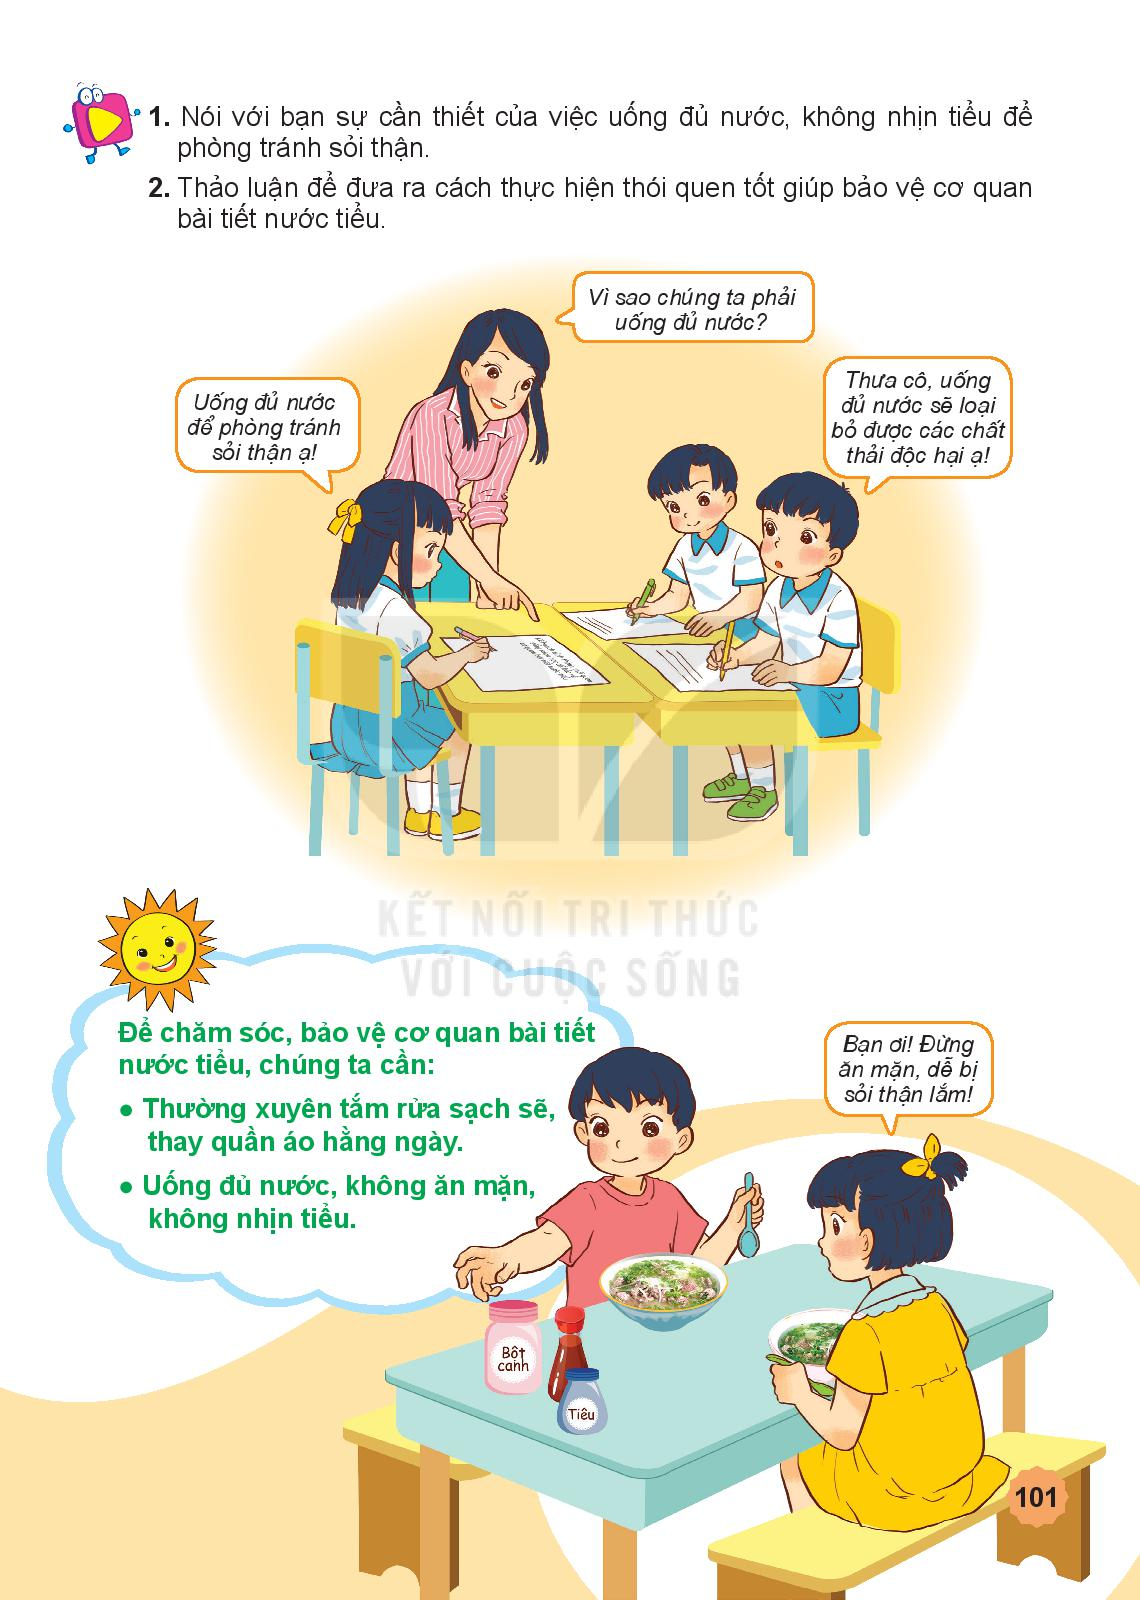 1. Nói với bạn sự cần thiết của việc uống đủ nước, không nhịn tiểu để
phòng tránh sỏi thận.
2. Thảo luận để đưa ra cách thực hiện thói quen tốt giúp bảo vệ cơ quan
bài tiết nước tiểu.
Vì sao chúng ta phải
uống đủ nước?
Uống đủ nước
để phòng tránh
sỏi thận ạ!
Thưa cô, uống
đủ nước sẽ loại
bỏ được các chất
thải độc hại ạ!
KẾT NỐI TRI THỨC
VỚI CUỘC SỐNG
Để chăm sóc, bảo vệ cơ quan bài tiết
nước tiểu, chúng ta cần:
● Thường xuyên tắm rửa sạch sẽ,
thay quần áo hằng ngày.
● Uống đủ nước, không ăn mặn,
không nhịn tiểu.
Bạn ơi! Đừng
ăn mặn, dễ bị
sỏi thận lắm!
Bột
canh
Tiêu
101